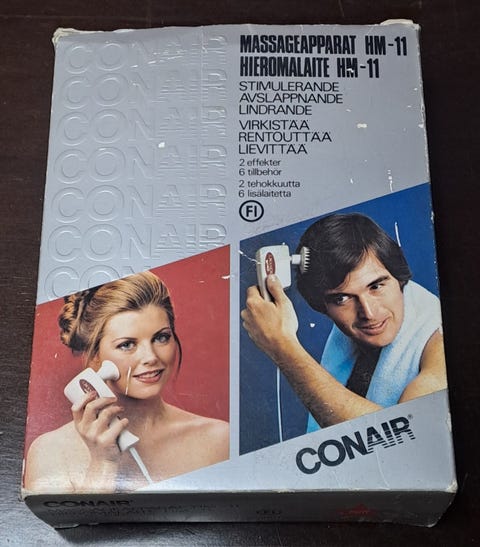 CONAIR
CONAIR
CONAIR
CONAIR
CONAIR
CONAIR
CONAIR
MASSAGEAPPARAT HM-11
HIEROMALAITE HM-11
STIMULERANDE
AVSLAPPNANDE
LINDRANDE
VIRKISTÄÄ
RENTOUTTAA
LIEVITTÄÄ
2 effekter
6 tillbehör
2 tehokkuutta
6 lisälaitetta
FI
CONAIR®
CONAIR